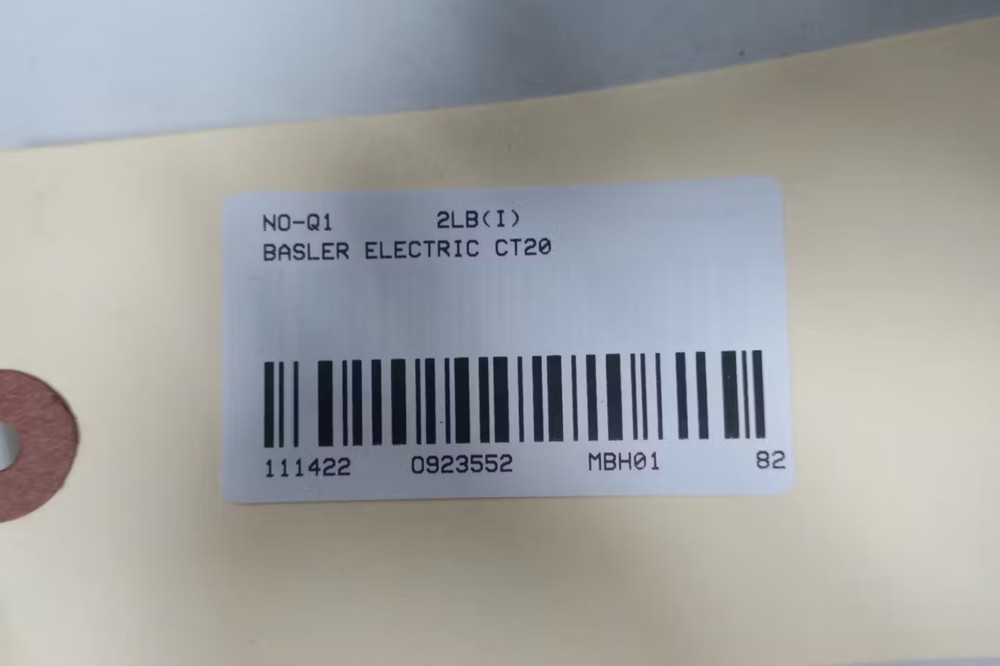 NO-Q1 2LB(I)
BASLER ELECTRIC CT20
111422 0923552 MBH01 82